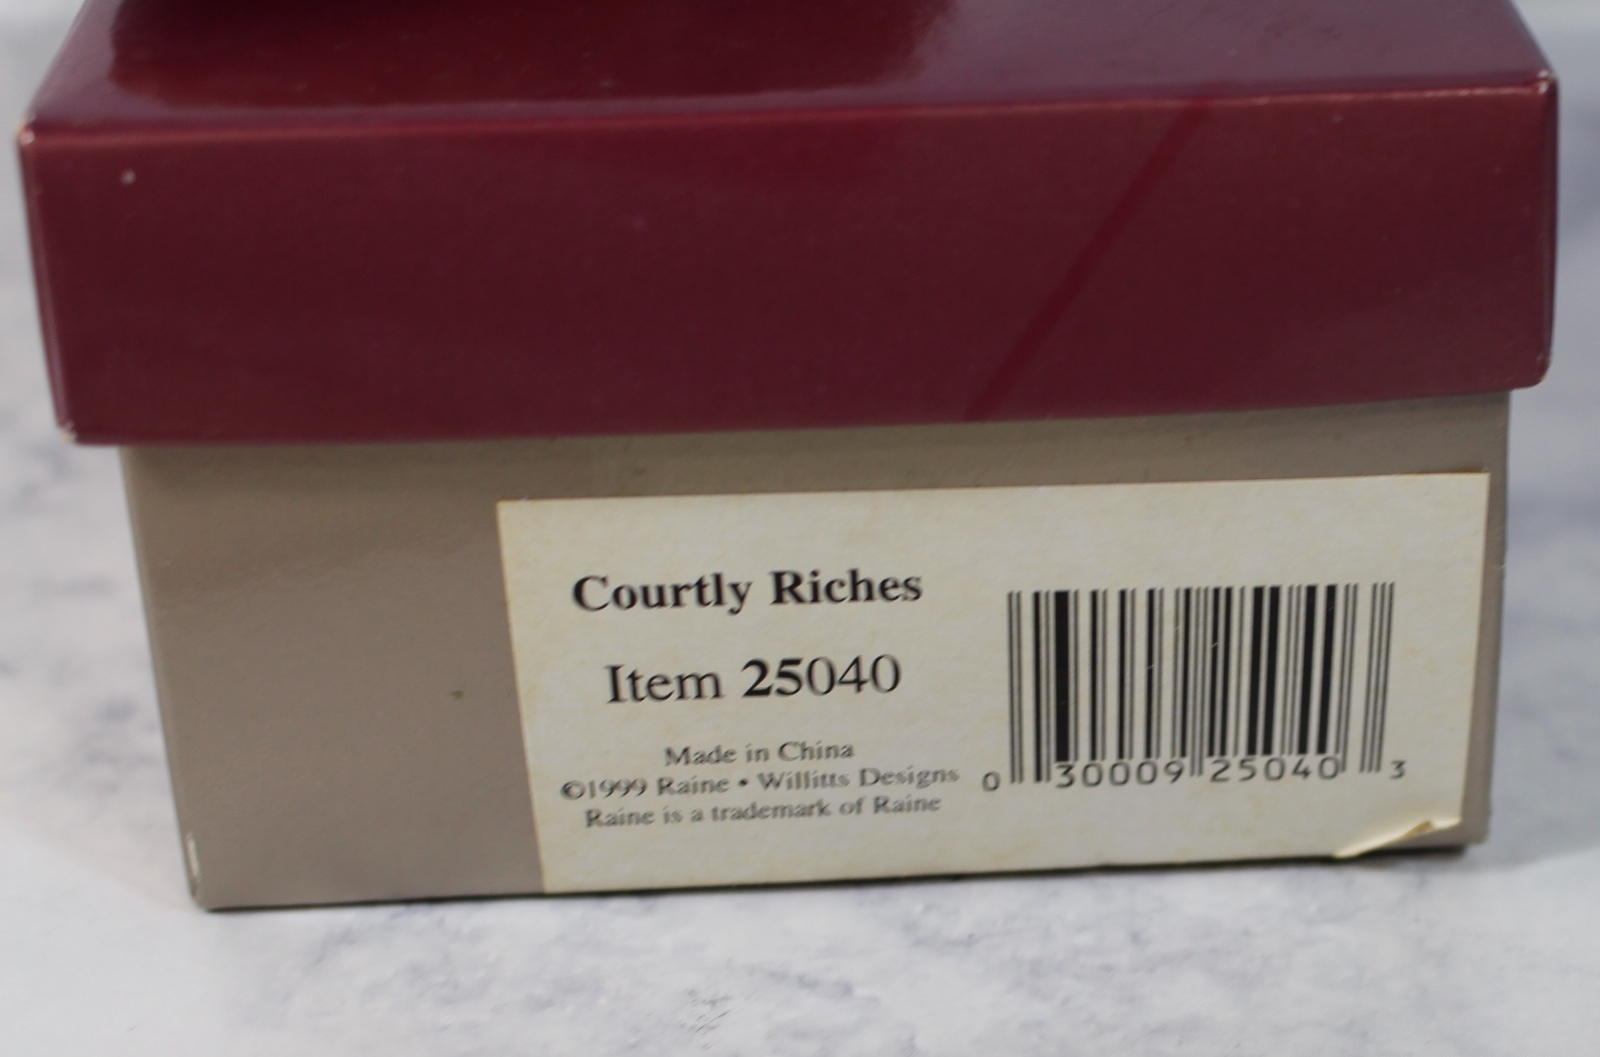 Courtly Riches
Item 25040
Made in China
©1999 Raine • Willitts Designs
Raine is a trademark of Raine
0 30009 25040 3